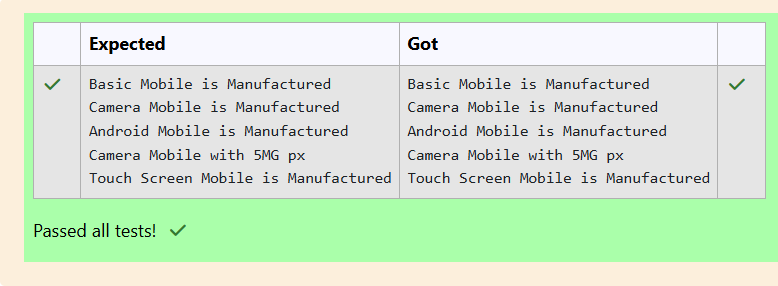 Expected Got
Basic Mobile is Manufactured Basic Mobile is Manufactured
Camera Mobile is Manufactured Camera Mobile is Manufactured
Android Mobile is Manufactured Android Mobile is Manufactured
Camera Mobile with 5MG px Camera Mobile with 5MG px
Touch Screen Mobile is Manufactured Touch Screen Mobile is Manufactured
Passed all tests!